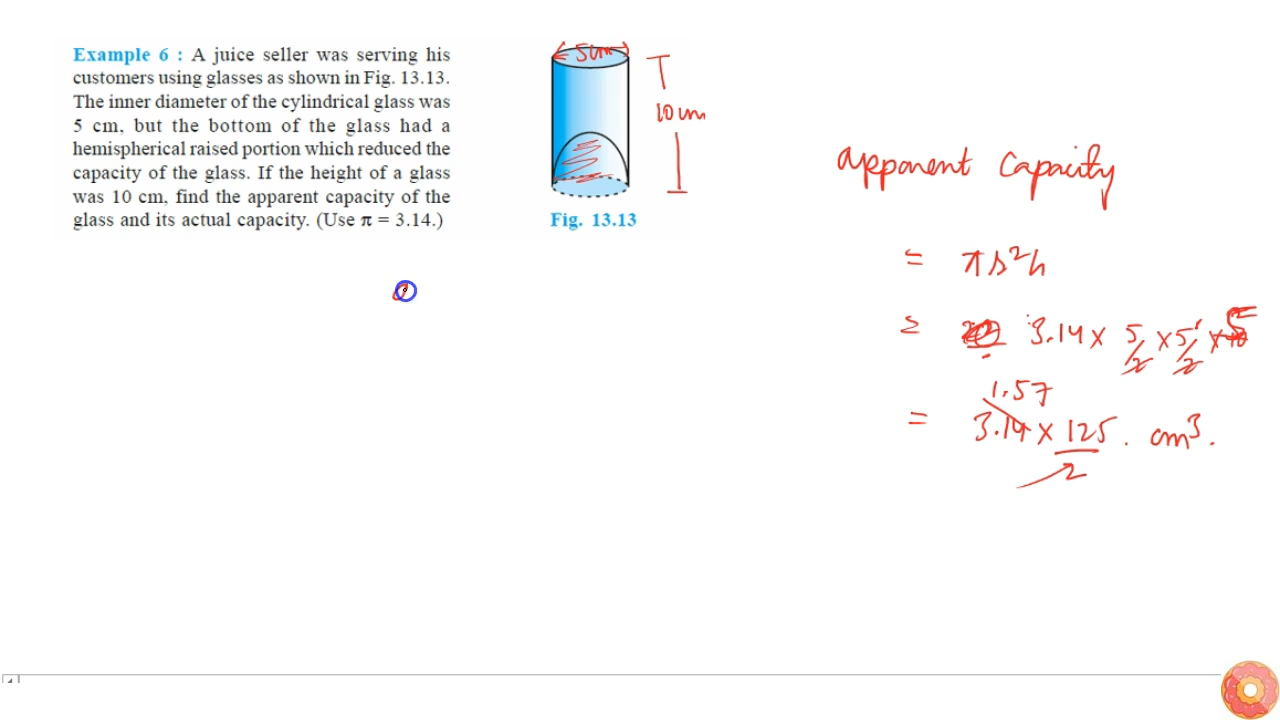 Example 6 : A juice seller was serving his
customers using glasses as shown in Fig. 13.13.
The inner diameter of the cylindrical glass was
5 cm, but the bottom of the glass had a
hemispherical raised portion which reduced the
capacity of the glass. If the height of a glass
was 10 cm, find the apparent capacity of the
glass and its actual capacity. (Use π = 3.14.)
5cm
10 cm
Fig. 13.13
apparent capacity
= πr²h
= 3.14 × 5/2 × 5/2 × 10 5
1.57
= 3.14 × 125/2 . cm³.